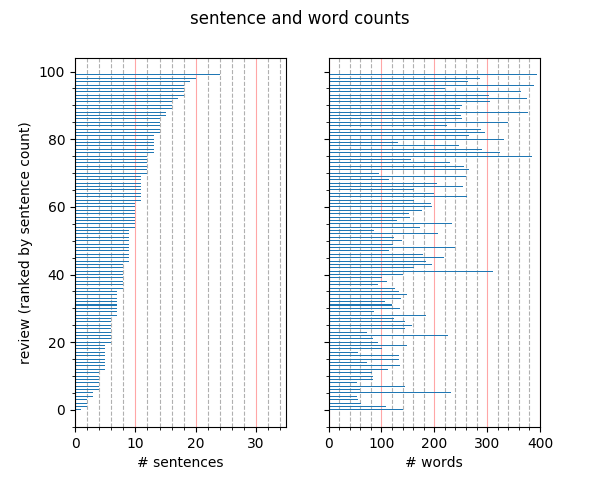 sentence and word counts
review (ranked by sentence count)
100
80
60
40
20
0
0 10 20 30
# sentences
0 100 200 300 400
# words